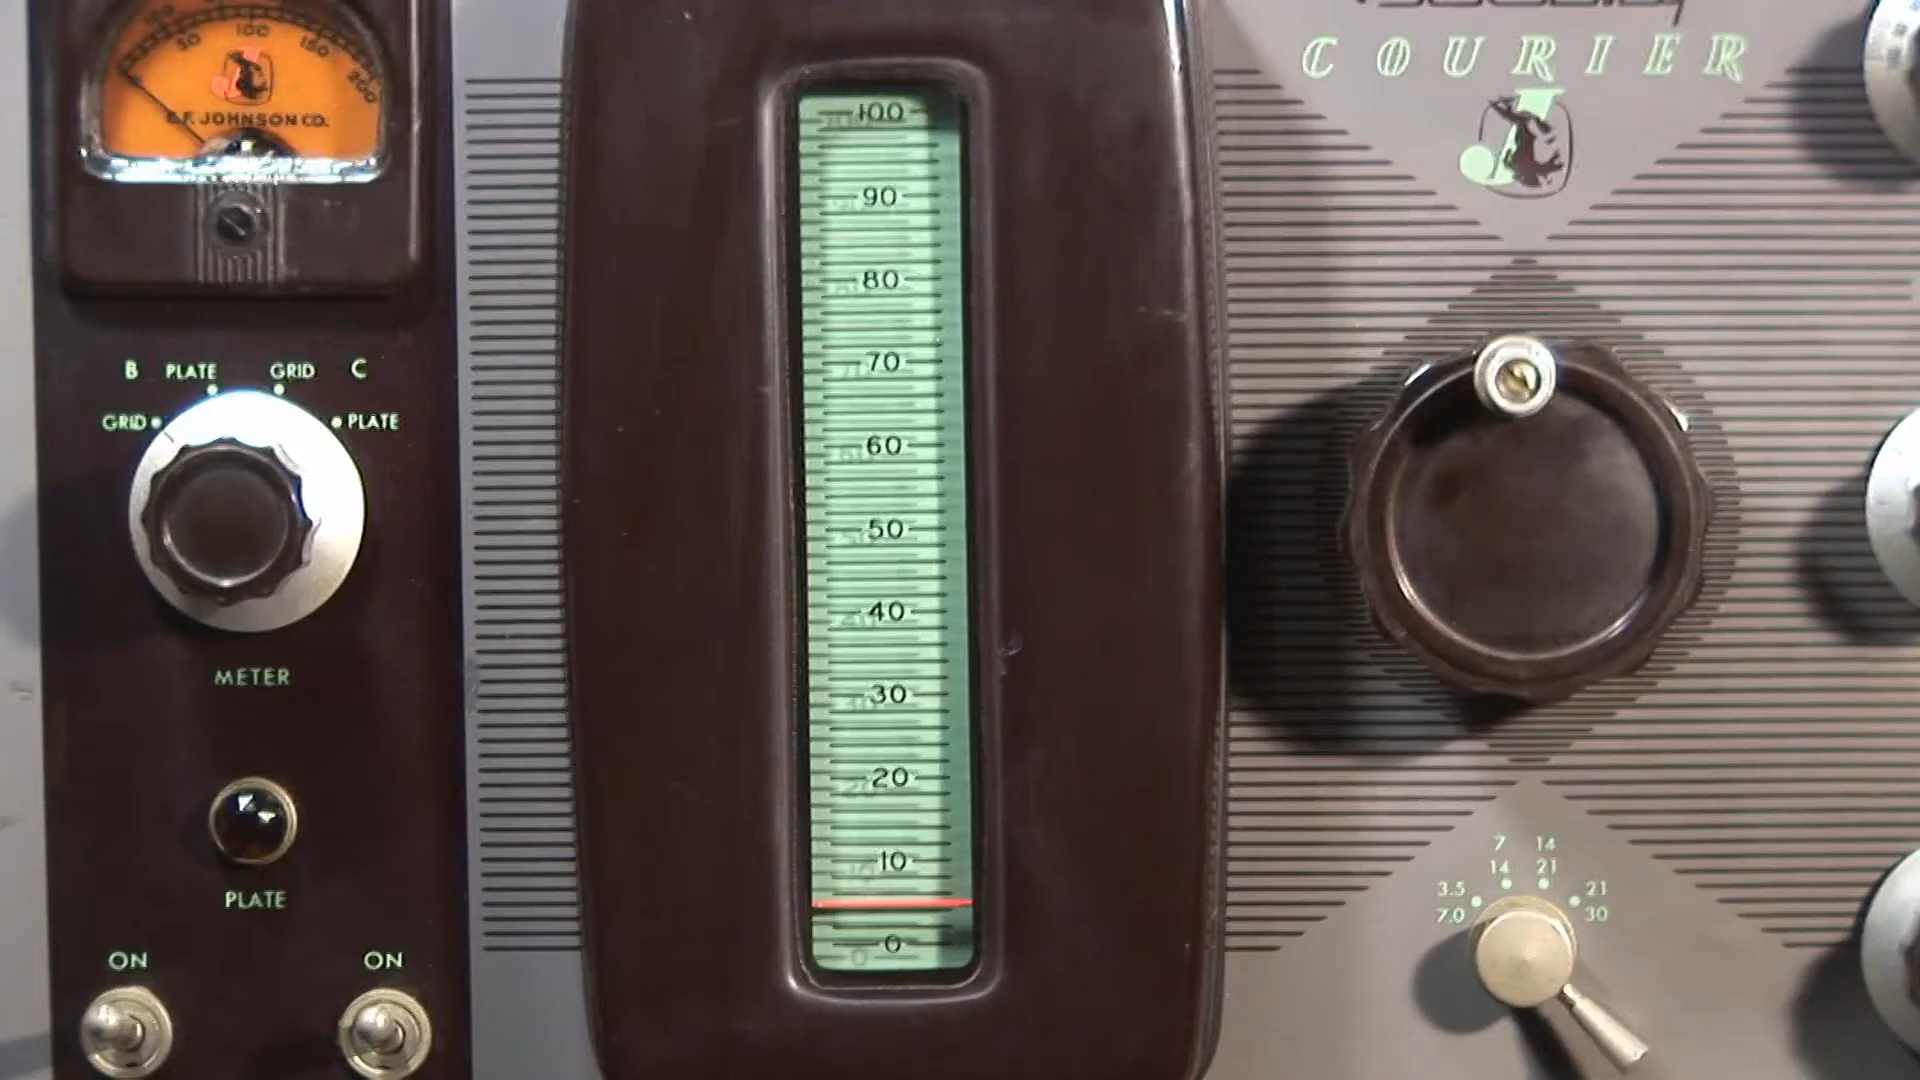 50 100 150 200
E.F. JOHNSON CO.
COURIER
B PLATE GRID C
GRID PLATE
METER
PLATE
ON ON
100
90
80
70
60
50
40
30
20
10
0
7 14
14 21
3.5 21
7.0 30